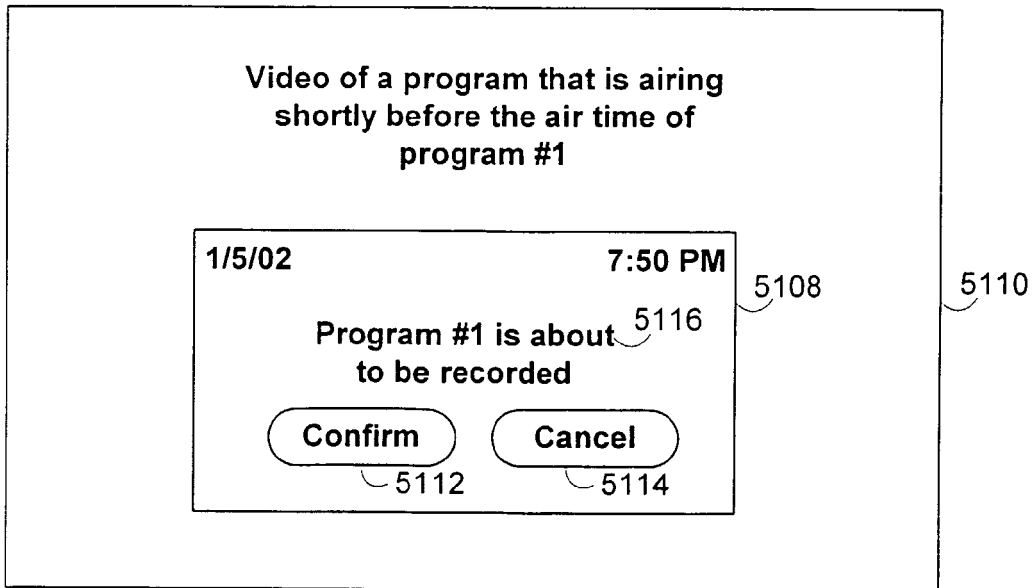 Video of a program that is airing
shortly before the air time of
program #1
1/5/02 7:50 PM
5108
5110
Program #1 is about 5116
to be recorded
Confirm Cancel
5112 5114